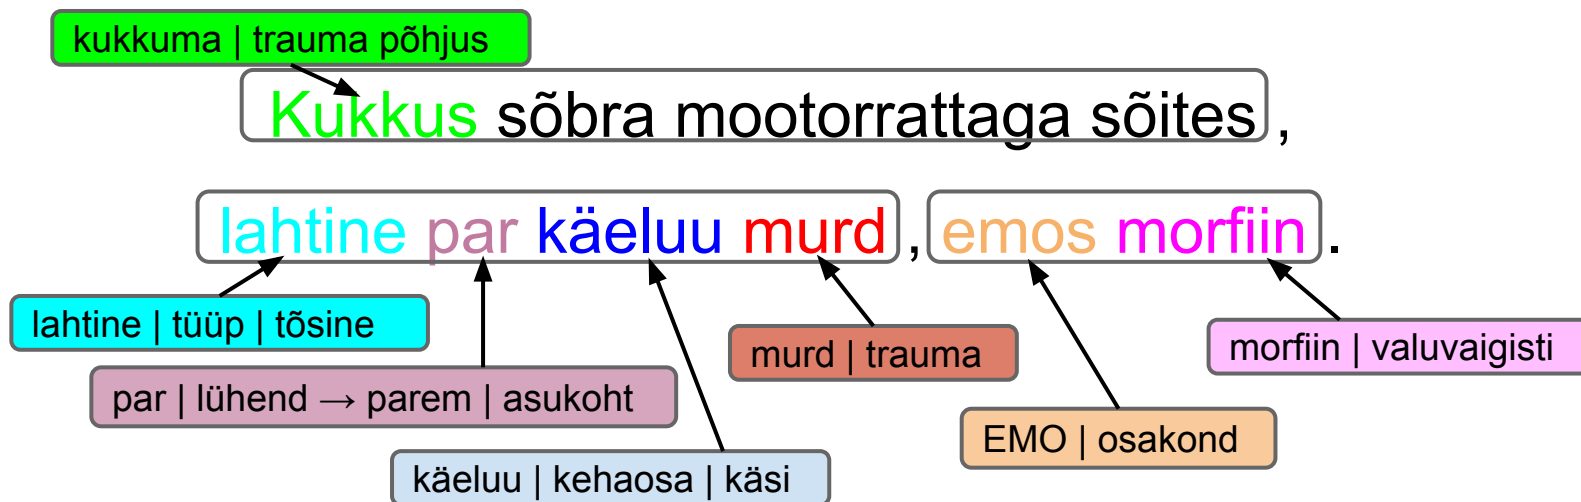 kukkuma | trauma põhjus
Kukkus sõbra mootorrattaga sõites,
lahtine par käeluu murd, emos morfiin.
lahtine | tüüp | tõsine
murd | trauma
morfiin | valuvaigisti
par | lühend → parem | asukoht
EMO | osakond
käeluu | kehaosa | käsi